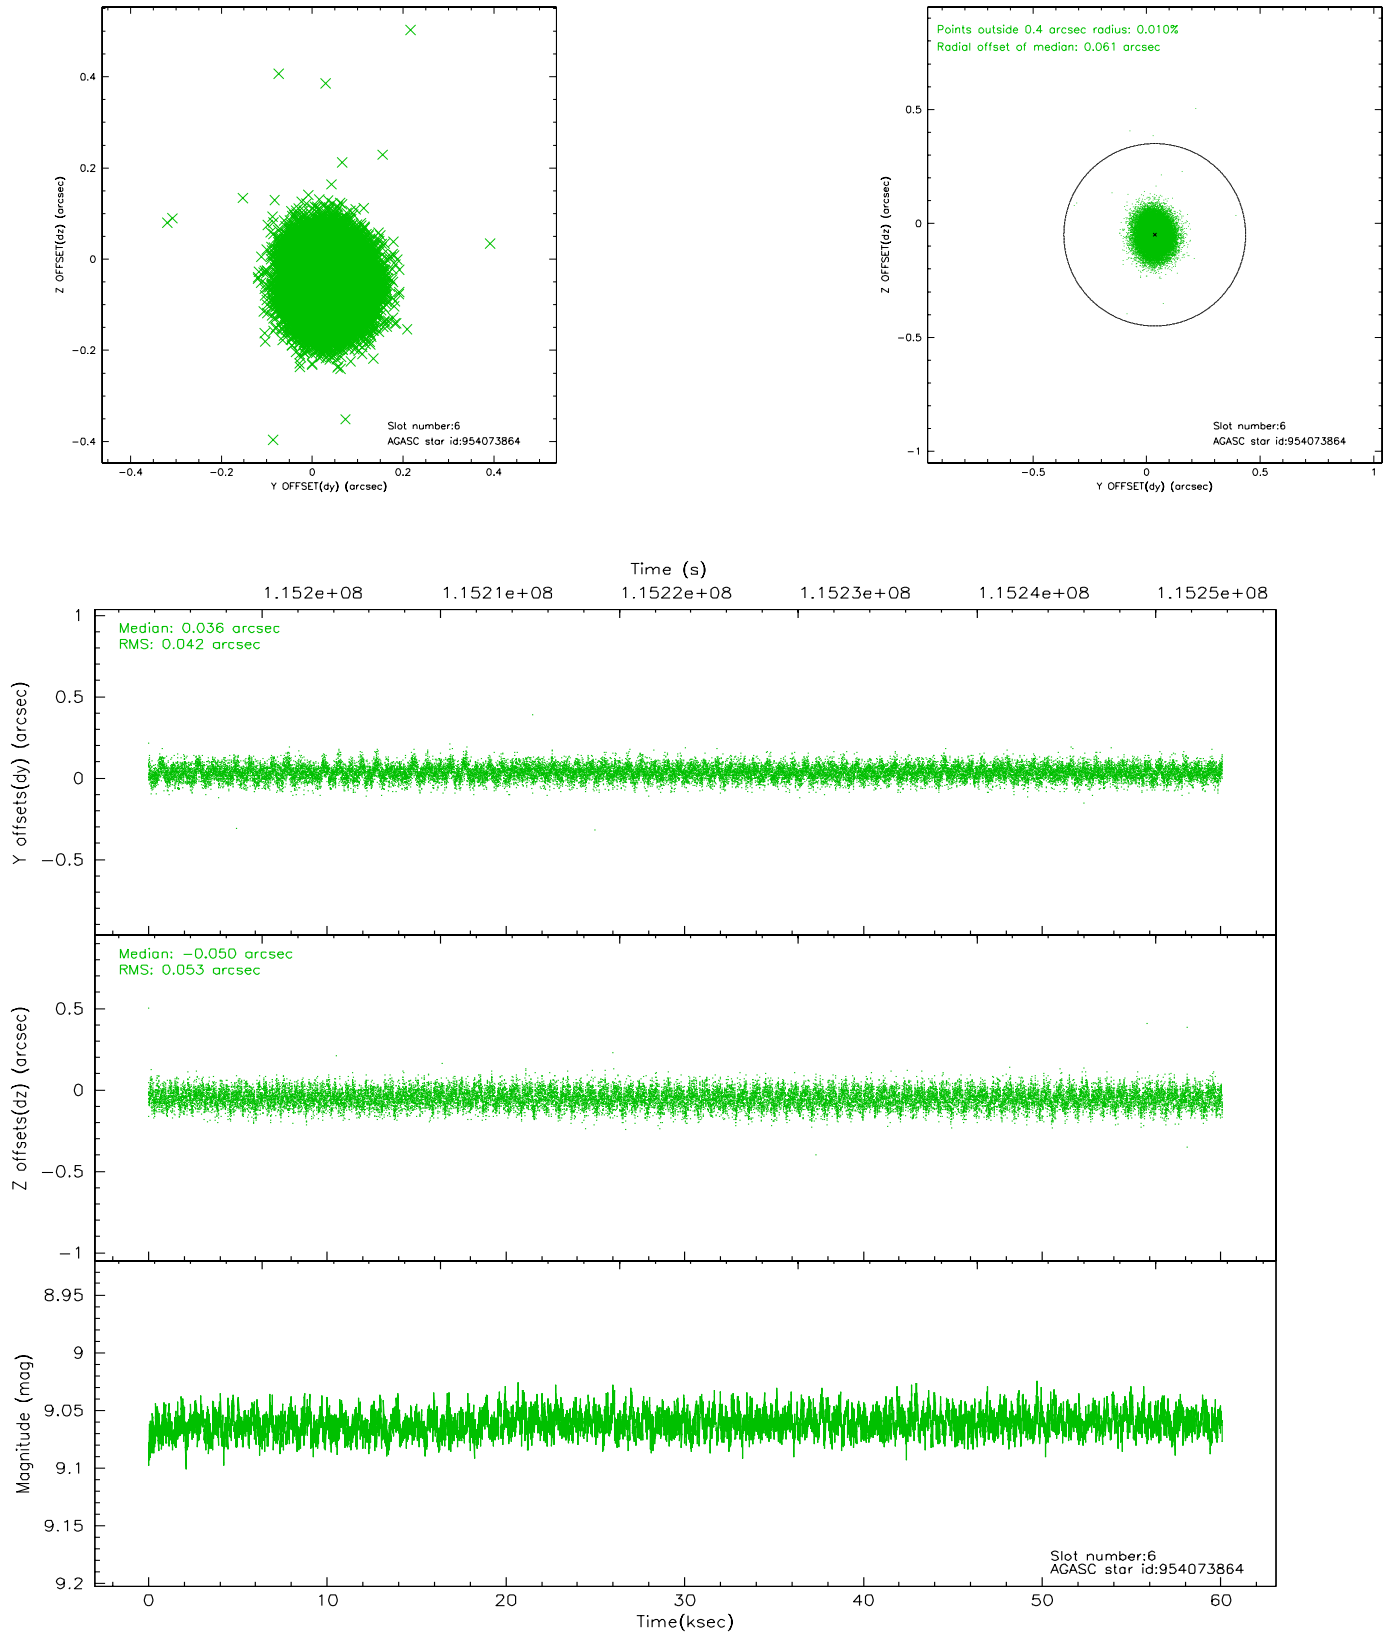 0.4
0.2
0
−0.2
−0.4
Z OFFSET(dz) (arcsec)
Slot number:6
AGASC star id:954073864
−0.4 −0.2 0 0.2 0.4
Y OFFSET(dy) (arcsec)
Points outside 0.4 arcsec radius: 0.010%
Radial offset of median: 0.061 arcsec
0.5
0
−0.5
−1
Z OFFSET(dz) (arcsec)
Slot number:6
AGASC star id:954073864
−0.5 0 0.5 1
Y OFFSET(dy) (arcsec)
Time (s)
1.152e+08 1.1521e+08 1.1522e+08 1.1523e+08 1.1524e+08 1.1525e+08
Median: 0.036 arcsec
RMS: 0.042 arcsec
1
0.5
0
−0.5
Y offsets(dy) (arcsec)
Median: −0.050 arcsec
RMS: 0.053 arcsec
0.5
0
−0.5
−1
Z offsets(dz) (arcsec)
8.95
9
9.05
9.1
9.15
9.2
Magnitude (mag)
Slot number:6
AGASC star id:954073864
0 10 20 30 40 50 60
Time(ksec)